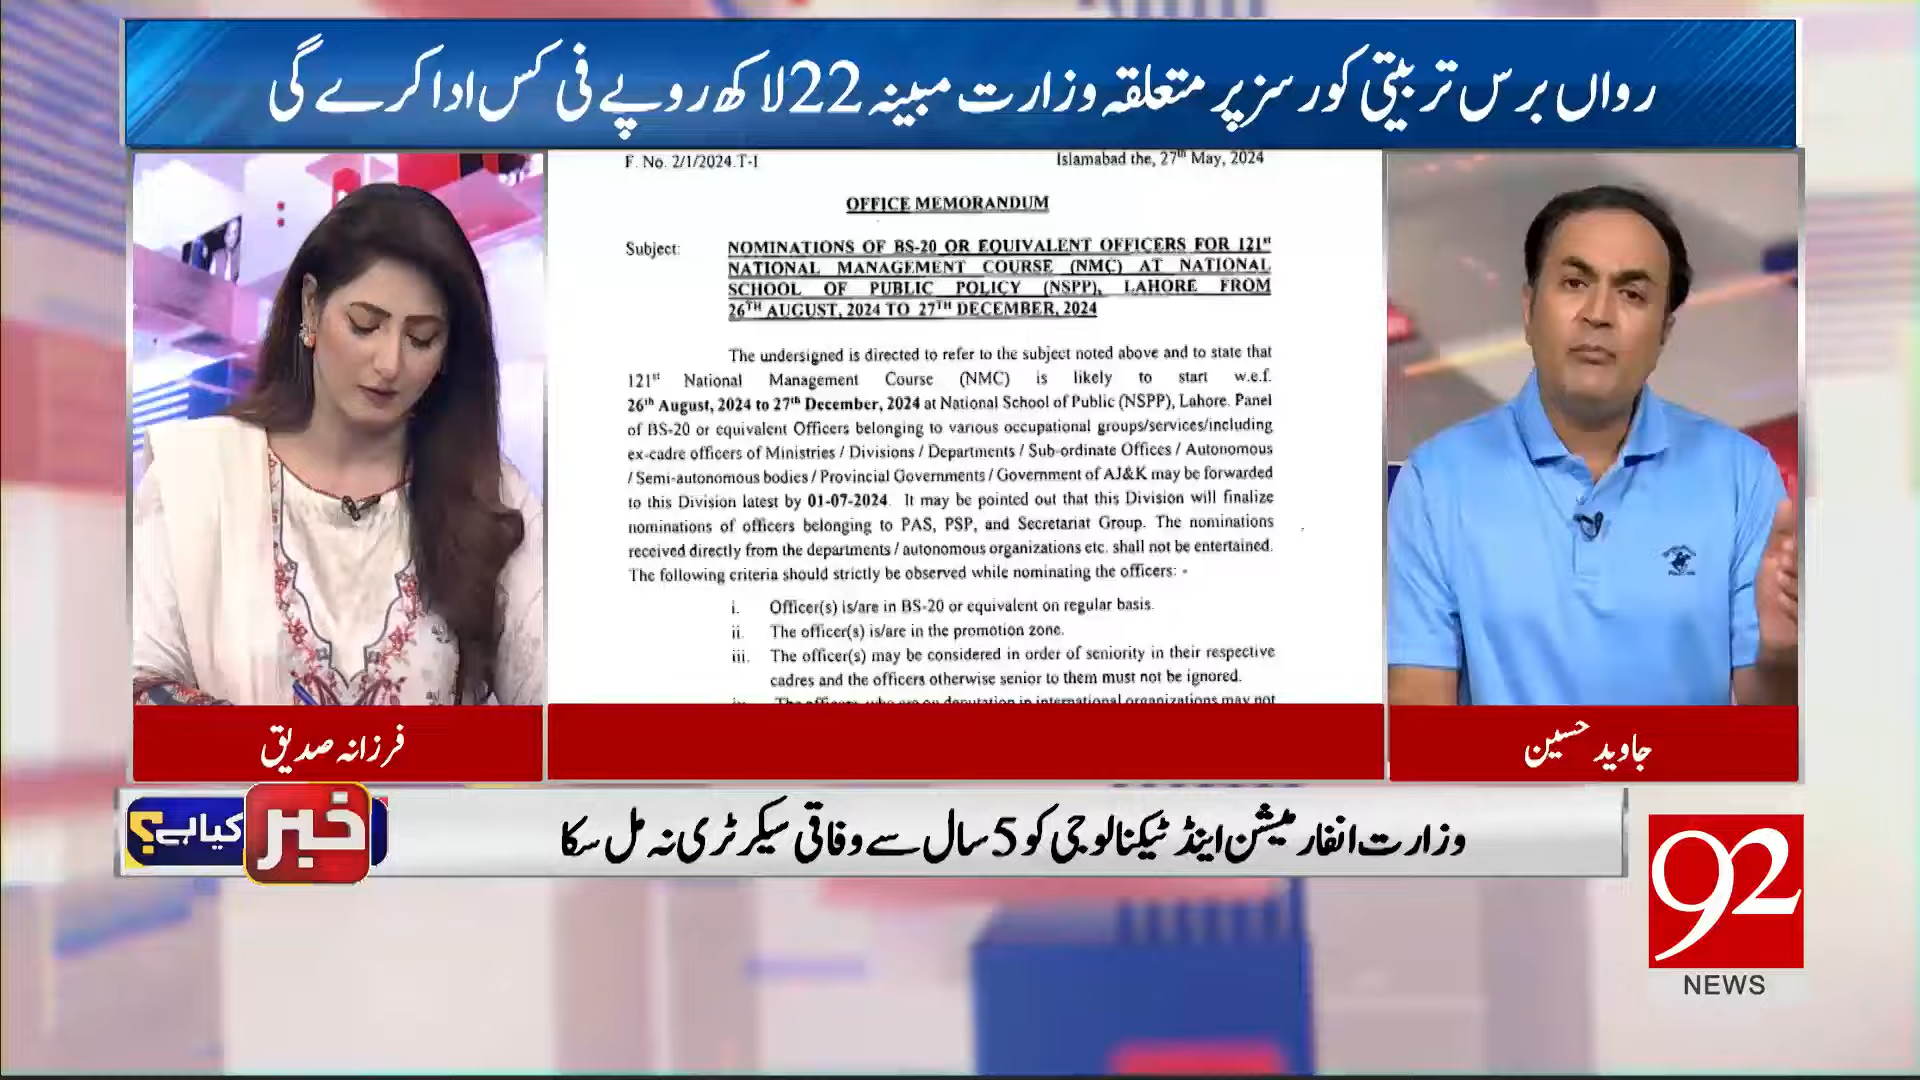 رواں برس تربیتی کورسز پر متعلقہ وزارت مبینہ 22 لاکھ روپے فی کس ادا کرے گی
F. No. 2/1/2024.T-I
Islamabad the, 27th May, 2024
OFFICE MEMORANDUM
Subject: NOMINATIONS OF BS-20 OR EQUIVALENT OFFICERS FOR 121st
NATIONAL MANAGEMENT COURSE (NMC) AT NATIONAL
SCHOOL OF PUBLIC POLICY (NSPP), LAHORE FROM
26TH AUGUST, 2024 TO 27TH DECEMBER, 2024
The undersigned is directed to refer to the subject noted above and to state that
121st National Management Course (NMC) is likely to start w.e.f.
26th August, 2024 to 27th December, 2024 at National School of Public (NSPP), Lahore. Panel
of BS-20 or equivalent Officers belonging to various occupational groups/services/including
ex-cadre officers of Ministries / Divisions / Departments / Sub-ordinate Offices / Autonomous
/ Semi-autonomous bodies / Provincial Governments / Government of AJ&K may be forwarded
to this Division latest by 01-07-2024. It may be pointed out that this Division will finalize
nominations of officers belonging to PAS, PSP, and Secretariat Group. The nominations
received directly from the departments / autonomous organizations etc. shall not be entertained.
The following criteria should strictly be observed while nominating the officers: -
i. Officer(s) is/are in BS-20 or equivalent on regular basis.
ii. The officer(s) is/are in the promotion zone.
iii. The officer(s) may be considered in order of seniority in their respective
cadres and the officers otherwise senior to them must not be ignored.
iv. The officers, who are on deputation in international organizations may not
فرزانہ صدیق
جاوید حسین
خبر کیا ہے؟
وزارت انفارمیشن اینڈ ٹیکنالوجی کو 5 سال سے وفاقی سیکرٹری نہ مل سکا
92
NEWS